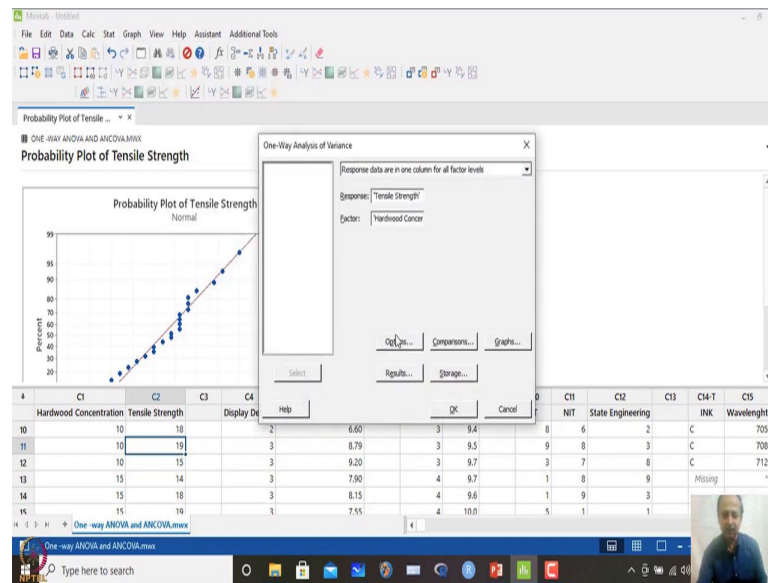 Minitab - Untitled
File Edit Data Calc Stat Graph View Help Assistant Additional Tools
Probability Plot of Tensile ...
ONE -WAY ANOVA AND ANCOVA.MWX
Probability Plot of Tensile Strength
Probability Plot of Tensile Strength
Normal
Percent
99
95
90
80
70
60
50
40
30
20
One-Way Analysis of Variance X
Response data are in one column for all factor levels
Response: 'Tensile Strength'
Factor: 'Hardwood Concer
Options... Comparisons... Graphs...
Select Results... Storage...
Help OK Cancel
C1 C2 C3 C4 C11 C12 C13 C14-T C15
Hardwood Concentration Tensile Strength Display De NIT State Engineering INK Wavelenght
10 10 18 2 6.60 3 9.4 8 6 2 C 705
11 10 19 3 8.79 3 9.5 9 8 3 C 708
12 10 15 3 9.20 3 9.7 3 7 8 C 712
13 15 14 3 7.90 4 9.7 1 8 9 Missing *
14 15 18 3 8.15 4 9.6 1 9 3
15 15 18 3 7.55 4 10.0 5 1 1
One -way ANOVA and ANCOVA.mwx
One -way ANOVA and ANCOVA.mwx
NPTEL
Type here to search